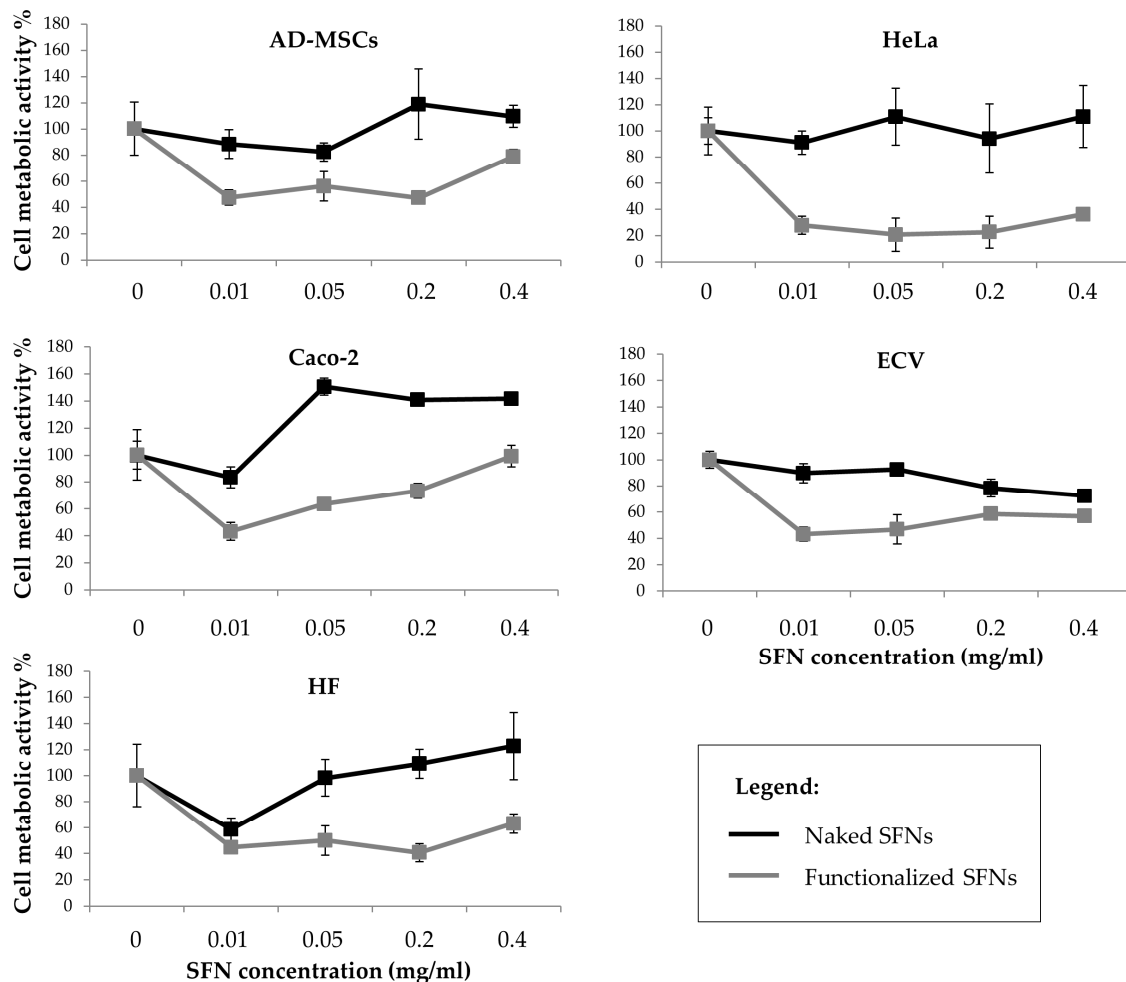 AD-MSCs
Cell metabolic activity %
180
160
140
120
100
80
60
40
20
0
0 0.01 0.05 0.2 0.4
HeLa
180
160
140
120
100
80
60
40
20
0
0 0.01 0.05 0.2 0.4
Caco-2
Cell metabolic activity %
180
160
140
120
100
80
60
40
20
0
0 0.01 0.05 0.2 0.4
ECV
180
160
140
120
100
80
60
40
20
0
0 0.01 0.05 0.2 0.4
SFN concentration (mg/ml)
HF
Cell metabolic activity %
180
160
140
120
100
80
60
40
20
0
0 0.01 0.05 0.2 0.4
SFN concentration (mg/ml)
Legend:
Naked SFNs
Functionalized SFNs